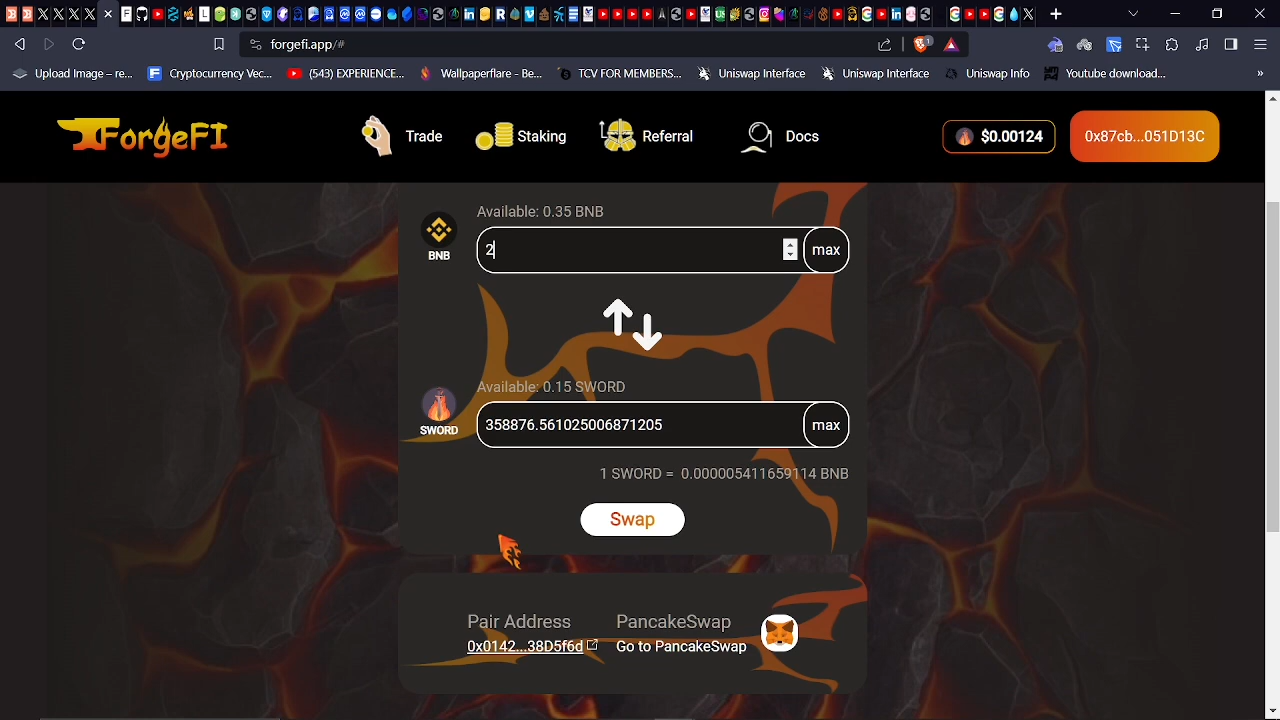 forgefi.app/#
1
Upload Image – re...
Cryptocurrency Vec...
(543) EXPERIENCE...
Wallpaperflare - Be...
TCV FOR MEMBERS...
Uniswap Interface
Uniswap Interface
Uniswap Info
Youtube download...
»
ForgeFI
Trade
Staking
Referral
Docs
$0.00124
0x87cb...051D13C
Available: 0.35 BNB
BNB
2
max
Available: 0.15 SWORD
SWORD
358876.561025006871205
max
1 SWORD = 0.000005411659114 BNB
Swap
Pair Address
PancakeSwap
0x0142...38D5f6d
Go to PancakeSwap